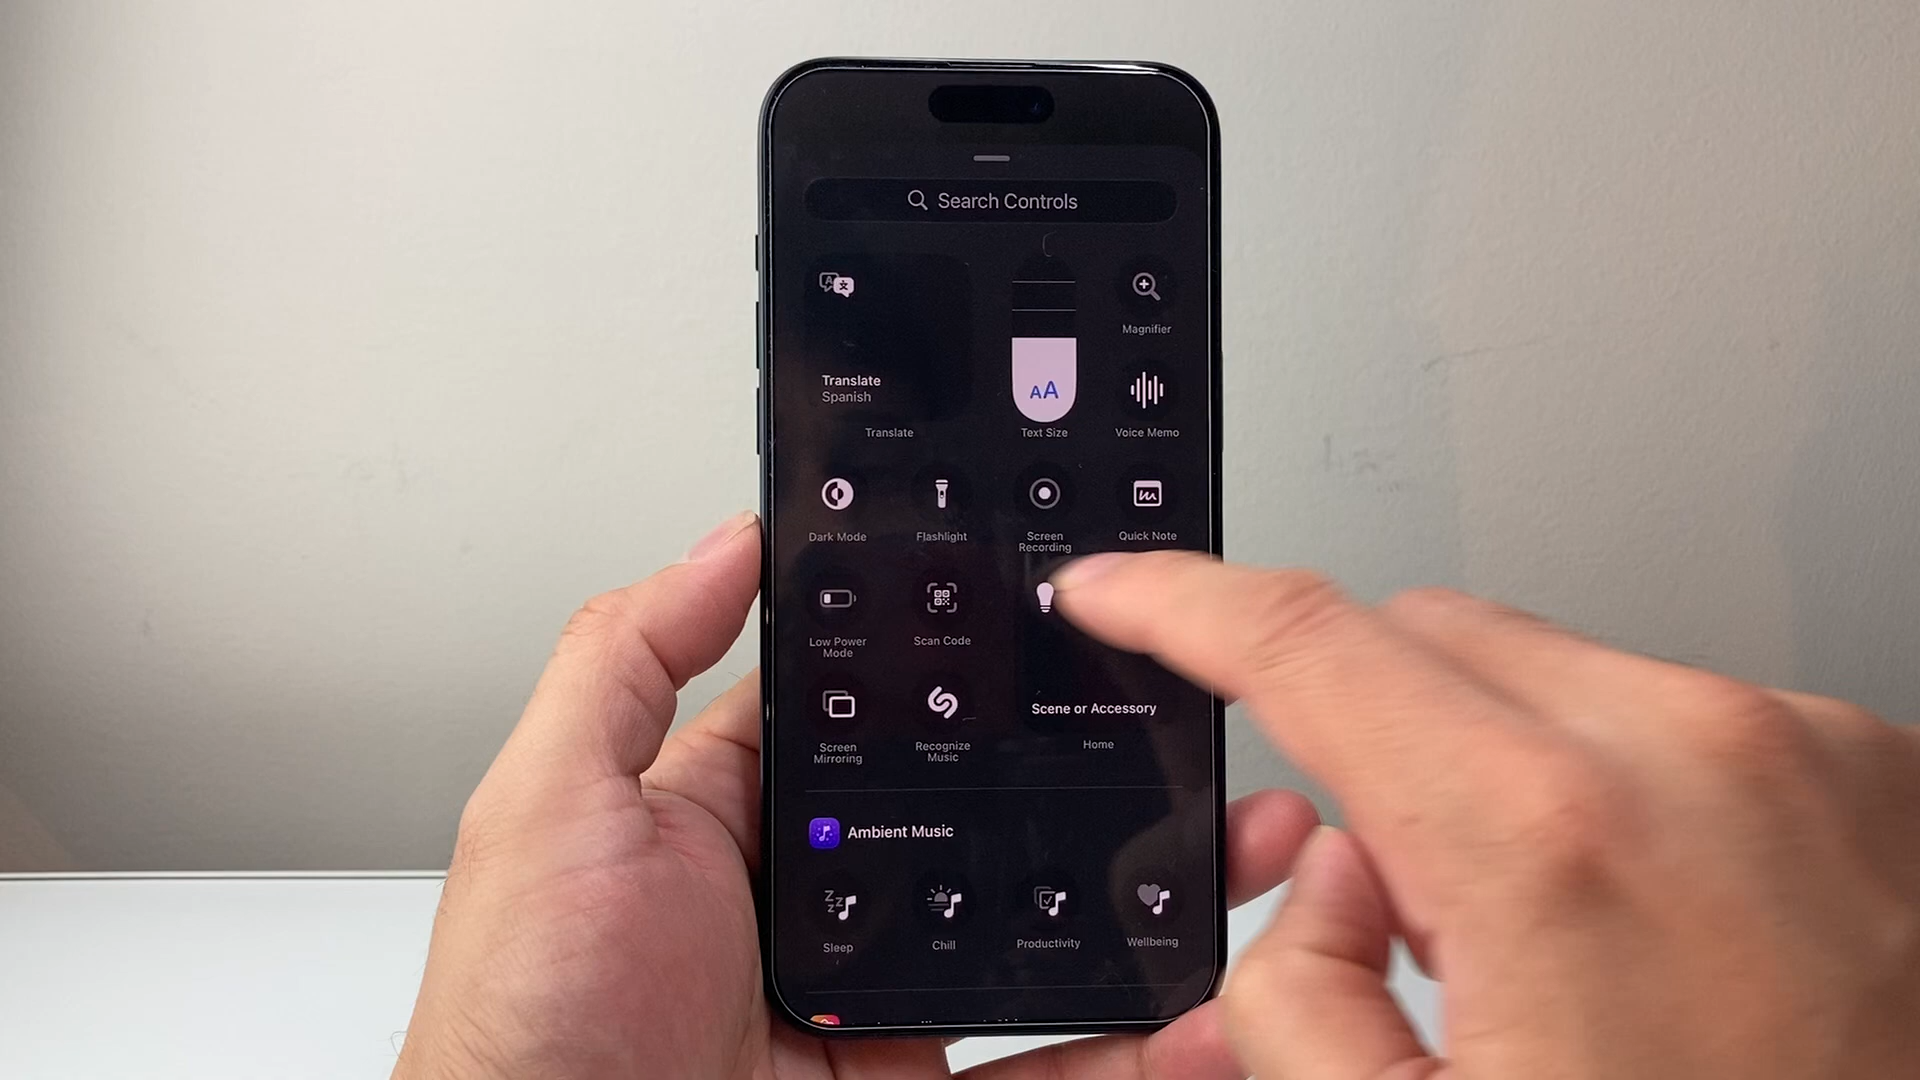 Search Controls
Translate
Spanish
Translate
AA
Text Size
Magnifier
Voice Memo
Dark Mode
Flashlight
Screen
Recording
Quick Note
Low Power
Mode
Scan Code
Screen
Mirroring
Recognize
Music
Scene or Accessory
Home
Ambient Music
Sleep
Chill
Productivity
Wellbeing